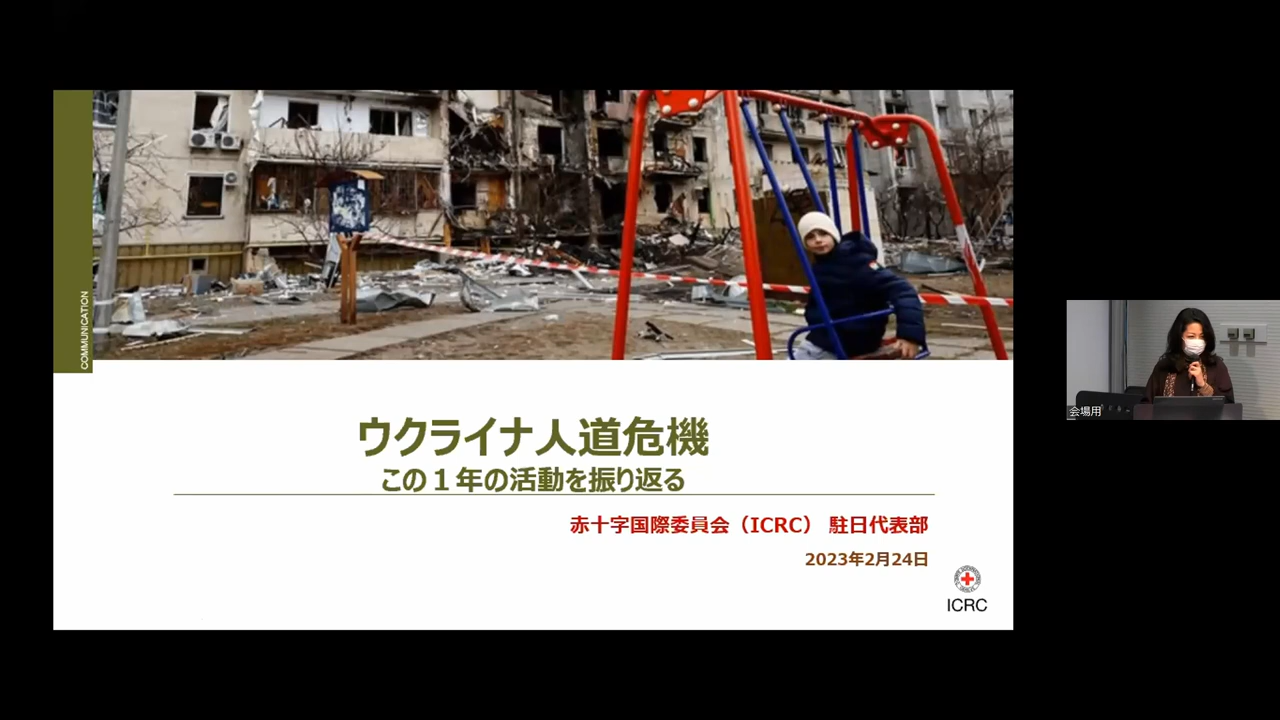 COMMUNICATION
ウクライナ人道危機
この１年の活動を振り返る
赤十字国際委員会（ICRC） 駐日代表部
2023年2月24日
ICRC
会場用